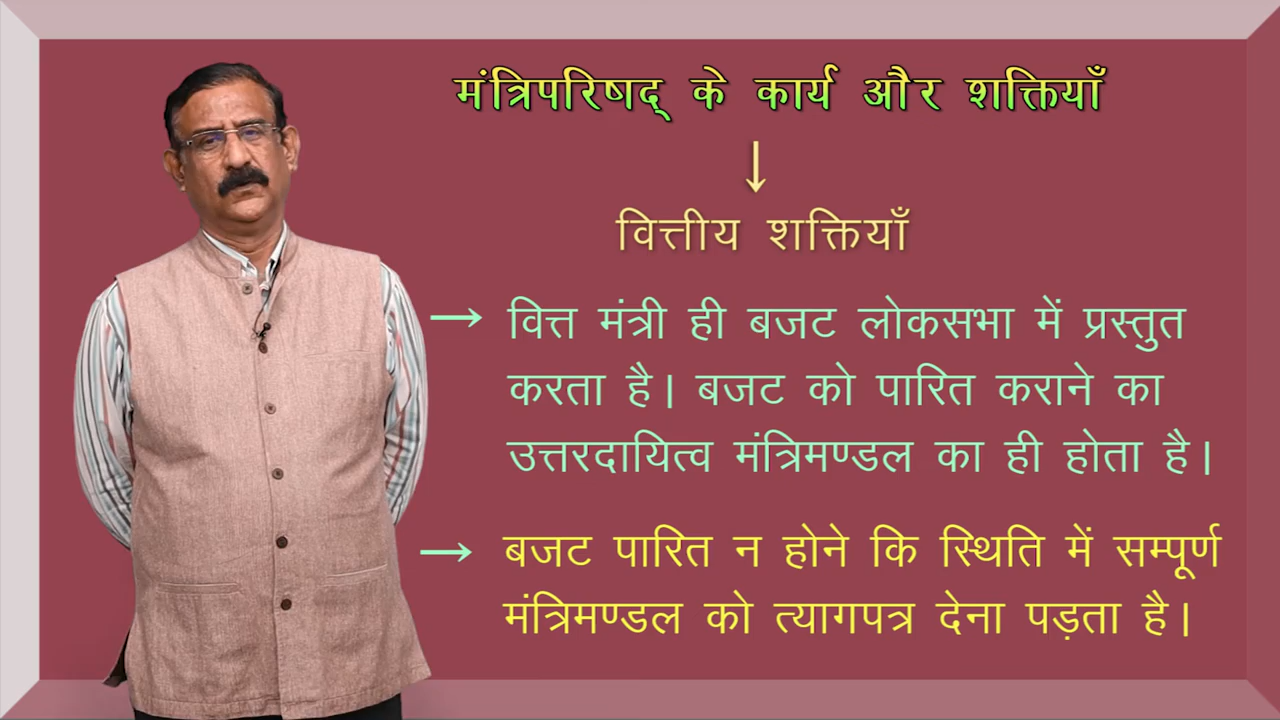 मंत्रिपरिषद् के कार्य और शक्तियाँ
↓
वित्तीय शक्तियाँ
→ वित्त मंत्री ही बजट लोकसभा में प्रस्तुत
करता है। बजट को पारित कराने का
उत्तरदायित्व मंत्रिमण्डल का ही होता है।
→ बजट पारित न होने कि स्थिति में सम्पूर्ण
मंत्रिमण्डल को त्यागपत्र देना पड़ता है।